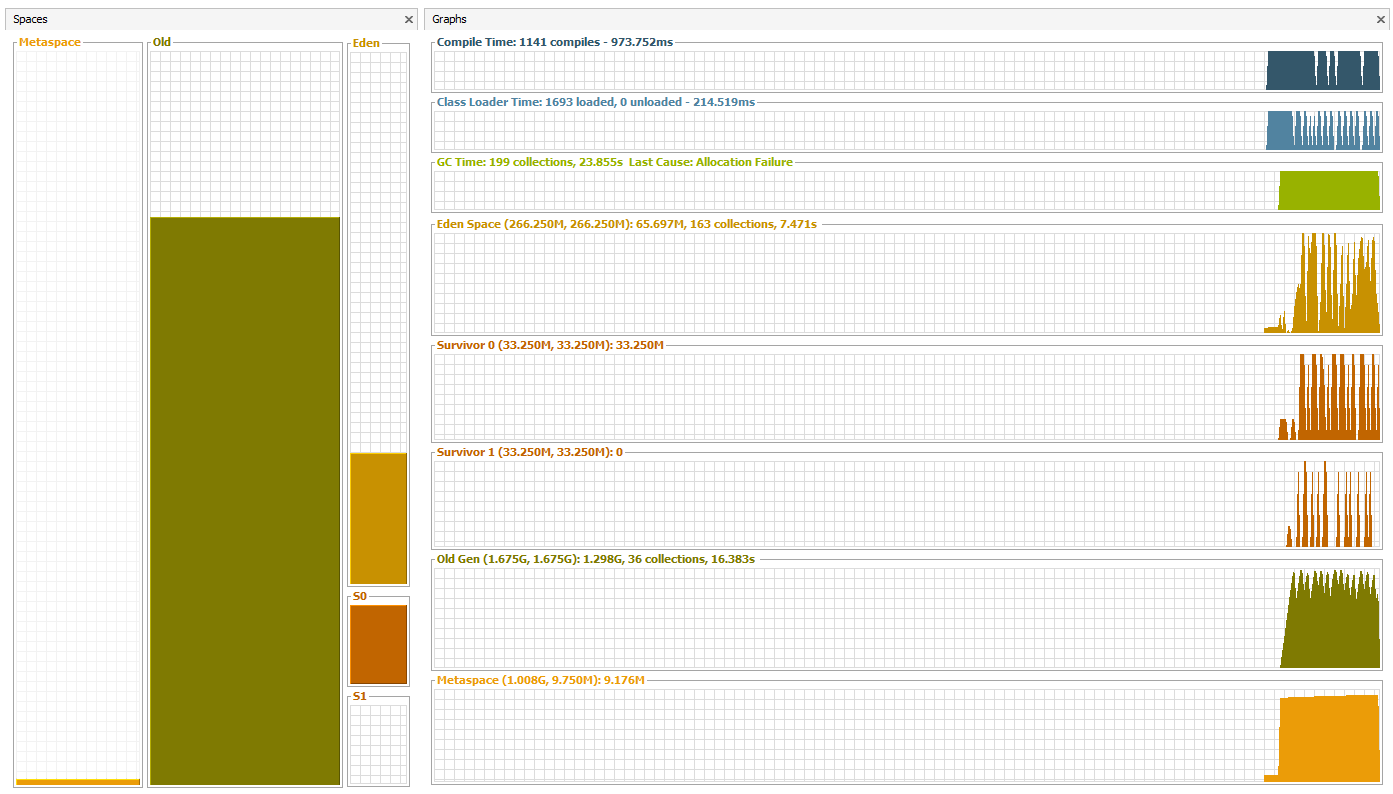 Spaces
Metaspace
Old
Eden
S0
S1
Graphs
Compile Time: 1141 compiles - 973.752ms
Class Loader Time: 1693 loaded, 0 unloaded - 214.519ms
GC Time: 199 collections, 23.855s Last Cause: Allocation Failure
Eden Space (266.250M, 266.250M): 65.697M, 163 collections, 7.471s
Survivor 0 (33.250M, 33.250M): 33.250M
Survivor 1 (33.250M, 33.250M): 0
Old Gen (1.675G, 1.675G): 1.298G, 36 collections, 16.383s
Metaspace (1.008G, 9.750M): 9.176M